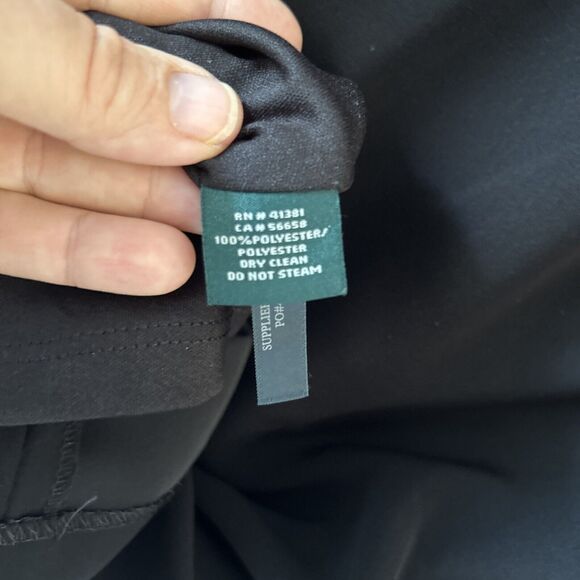 RN # 41381
CA # 56658
100%POLYESTER/
POLYESTER
DRY CLEAN
DO NOT STEAM
SUPPLIER
PO#